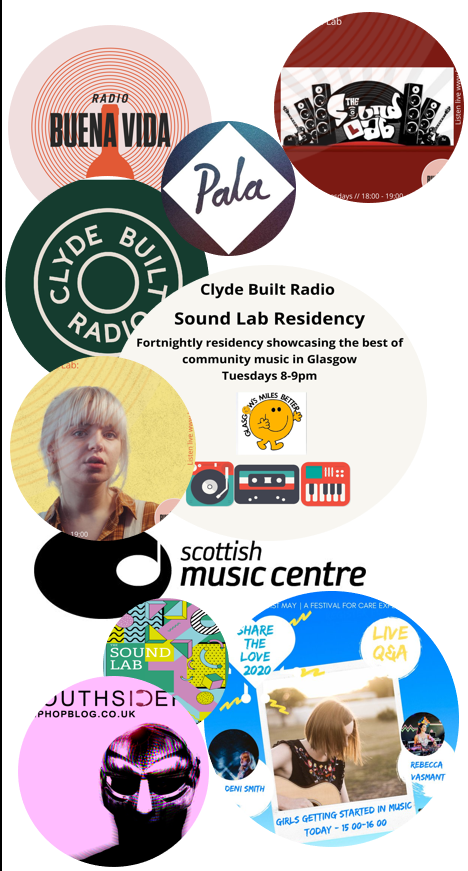 Lab
RADIO
BUENA VIDA
THE
Sound
Lab
Listen live www.
sdays // 18:00 - 19:00
Pala
CLYDE BUILT
RADIO
Clyde Built Radio
Sound Lab Residency
Fortnightly residency showcasing the best of
community music in Glasgow
Tuesdays 8-9pm
GLASGOW'S MILES BETTER
Lab:
Listen live www.
19:00
scottish
music centre
SOUND
LAB
OUTHSIDER
PHOPBLOG.CO.UK
ST MAY | A FESTIVAL FOR CARE EXP
SHARE
THE
LOVE
2020
LIVE
Q&A
DENI SMITH
REBECCA
VASMANT
GIRLS GETTING STARTED IN MUSIC
TODAY - 15 00-16 00